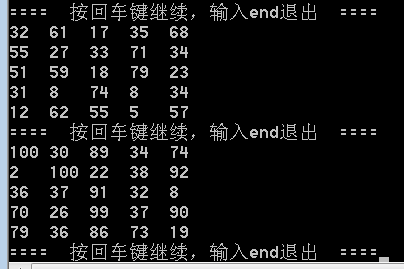 ====  按回车键继续，输入end退出  ====
32  61  17  35  68
55  27  33  71  34
51  59  18  79  23
31  8   74  8   34
12  62  55  5   57
====  按回车键继续，输入end退出  ====
100 30  89  34  74
2   100 22  38  92
36  37  91  32  8
70  26  99  37  90
79  36  86  73  19
====  按回车键继续，输入end退出  ====